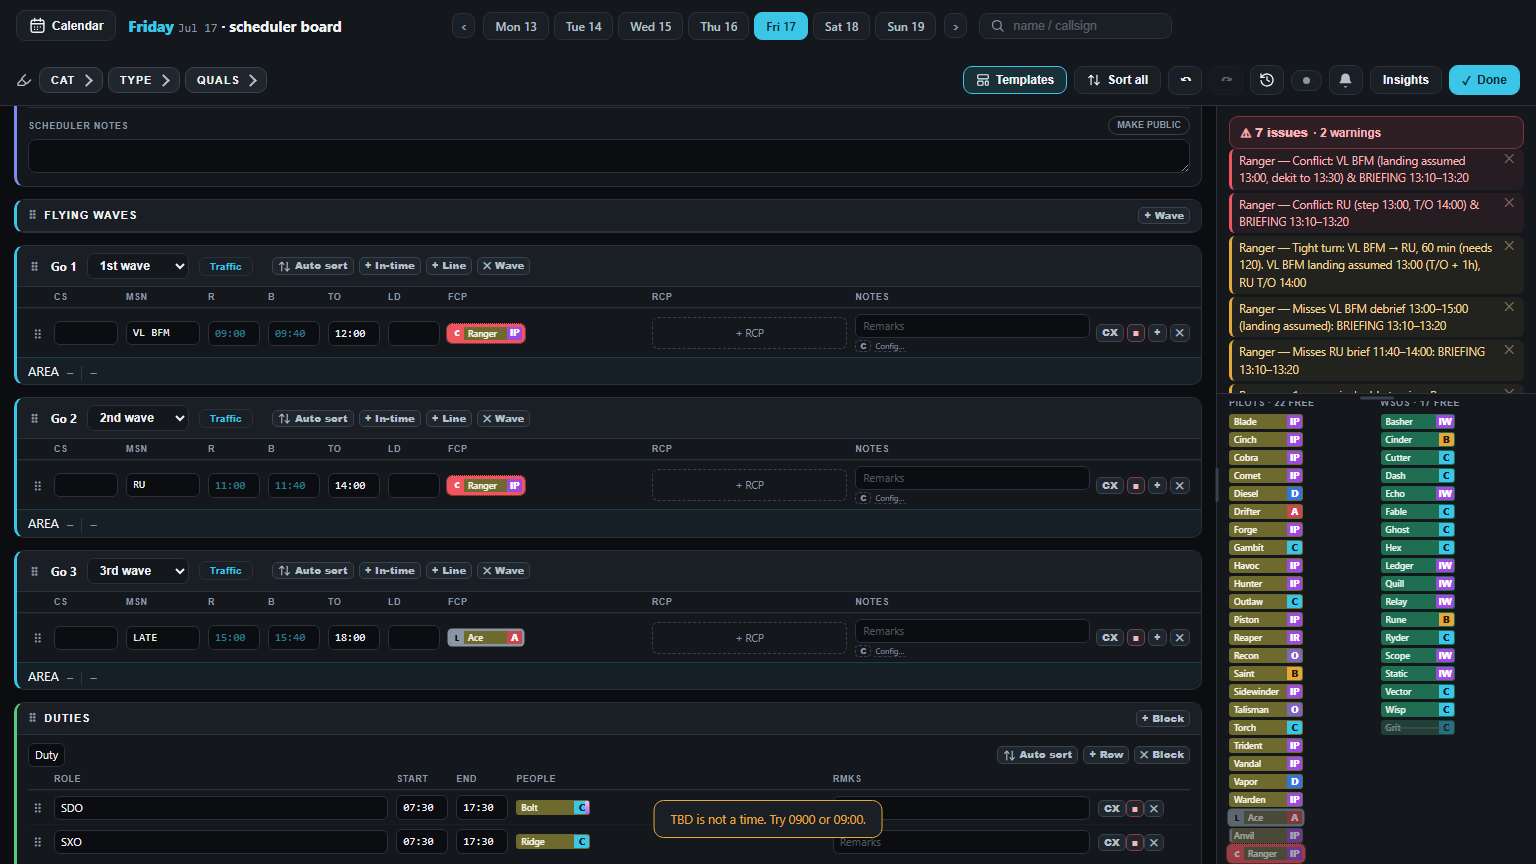 Calendar
Friday Jul 17 · scheduler board
‹ Mon 13 Tue 14 Wed 15 Thu 16 Fri 17 Sat 18 Sun 19 ›
name / callsign
CAT TYPE QUALS
Templates Sort all Insights ✓ Done
SCHEDULER NOTES MAKE PUBLIC
FLYING WAVES + Wave
Go 1 1st wave Traffic Auto sort + In-time + Line × Wave
CS MSN R B TO LD FCP RCP NOTES
VL BFM 09:00 09:40 12:00 C Ranger IP + RCP Remarks CX + ×
C Config...
AREA – –
Go 2 2nd wave Traffic Auto sort + In-time + Line × Wave
CS MSN R B TO LD FCP RCP NOTES
RU 11:00 11:40 14:00 C Ranger IP + RCP Remarks CX + ×
C Config...
AREA – –
Go 3 3rd wave Traffic Auto sort + In-time + Line × Wave
CS MSN R B TO LD FCP RCP NOTES
LATE 15:00 15:40 18:00 L Ace A + RCP Remarks CX + ×
C Config...
AREA – –
DUTIES + Block
Duty Auto sort + Row × Block
ROLE START END PEOPLE RMKS
SDO 07:30 17:30 Bolt C CX ×
SXO 07:30 17:30 Ridge C Remarks CX ×
TBD is not a time. Try 0900 or 09:00.
⚠ 7 issues · 2 warnings
Ranger — Conflict: VL BFM (landing assumed
13:00, dekit to 13:30) & BRIEFING 13:10–13:20
Ranger — Conflict: RU (step 13:00, T/O 14:00) &
BRIEFING 13:10–13:20
Ranger — Tight turn: VL BFM → RU, 60 min (needs
120). VL BFM landing assumed 13:00 (T/O + 1h),
RU T/O 14:00
Ranger — Misses VL BFM debrief 13:00–15:00
(landing assumed): BRIEFING 13:10–13:20
Ranger — Misses RU brief 11:40–14:00: BRIEFING
13:10–13:20
PILOTS · 22 FREE
Blade IP
Cinch IP
Cobra IP
Comet IP
Diesel D
Drifter A
Forge IP
Gambit C
Havoc IP
Hunter IP
Outlaw C
Piston IP
Reaper IR
Recon O
Saint B
Sidewinder IP
Talisman O
Torch C
Trident IP
Vandal IP
Vapor D
Warden IP
L Ace A
Anvil IP
C Ranger IP
WSOS · 17 FREE
Basher IW
Cinder B
Cutter C
Dash C
Echo IW
Fable C
Ghost C
Hex C
Ledger IW
Quill IW
Relay IW
Rune B
Ryder C
Scope IW
Static IW
Vector C
Wisp C
Grit C